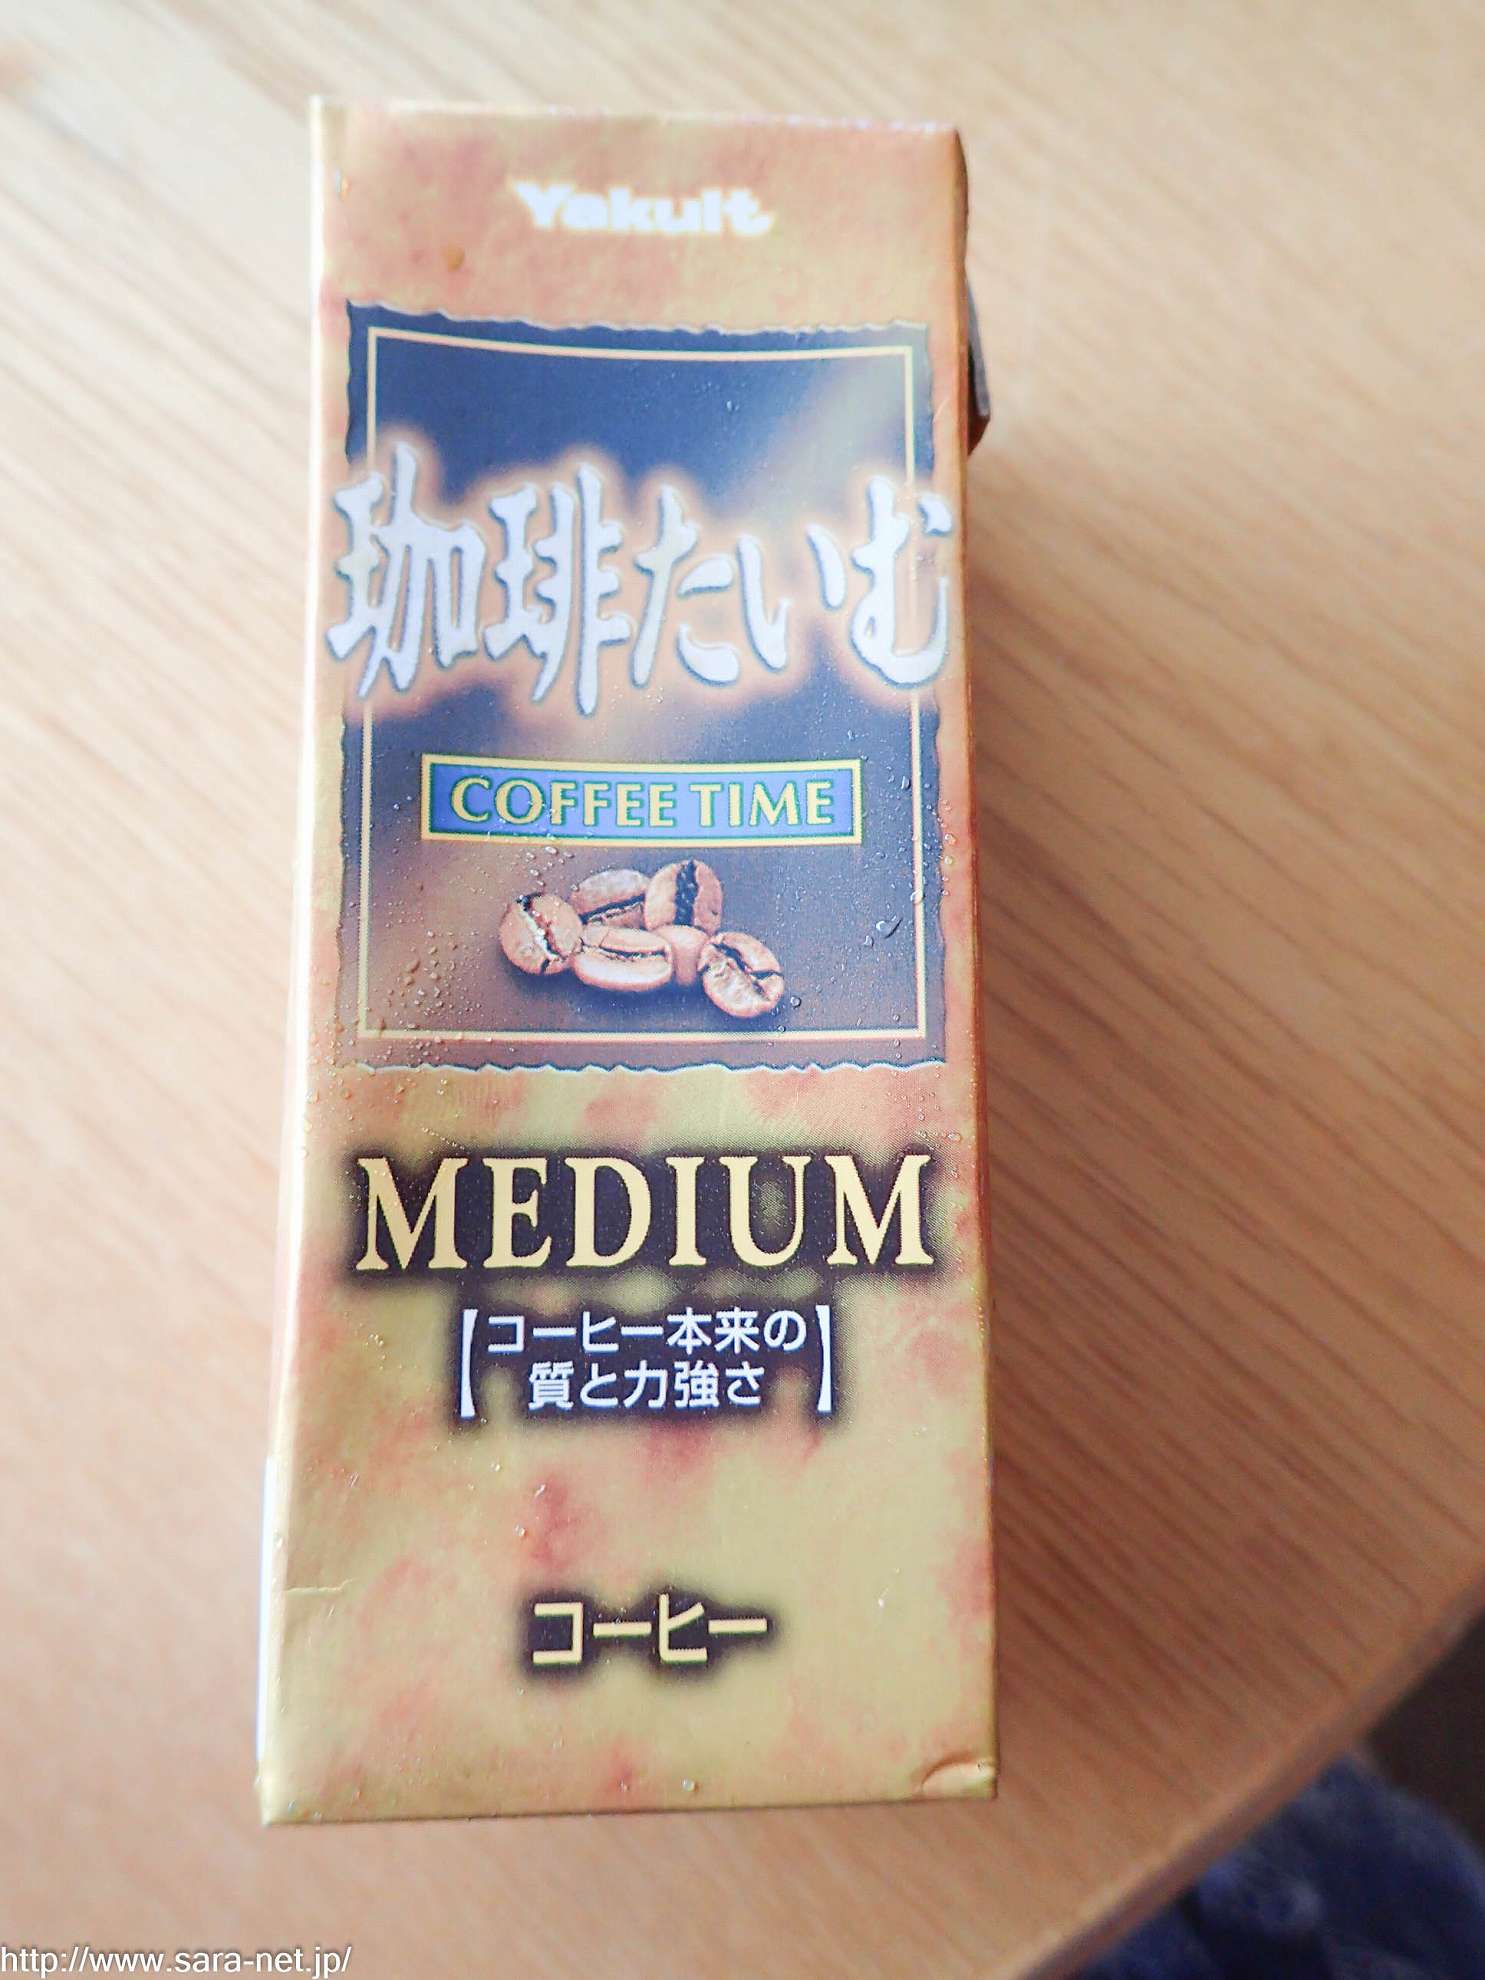 Yakult
珈琲たいむ
COFFEE TIME
MEDIUM
【コーヒー本来の
質と力強さ】
コーヒー
http://www.sara-net.jp/